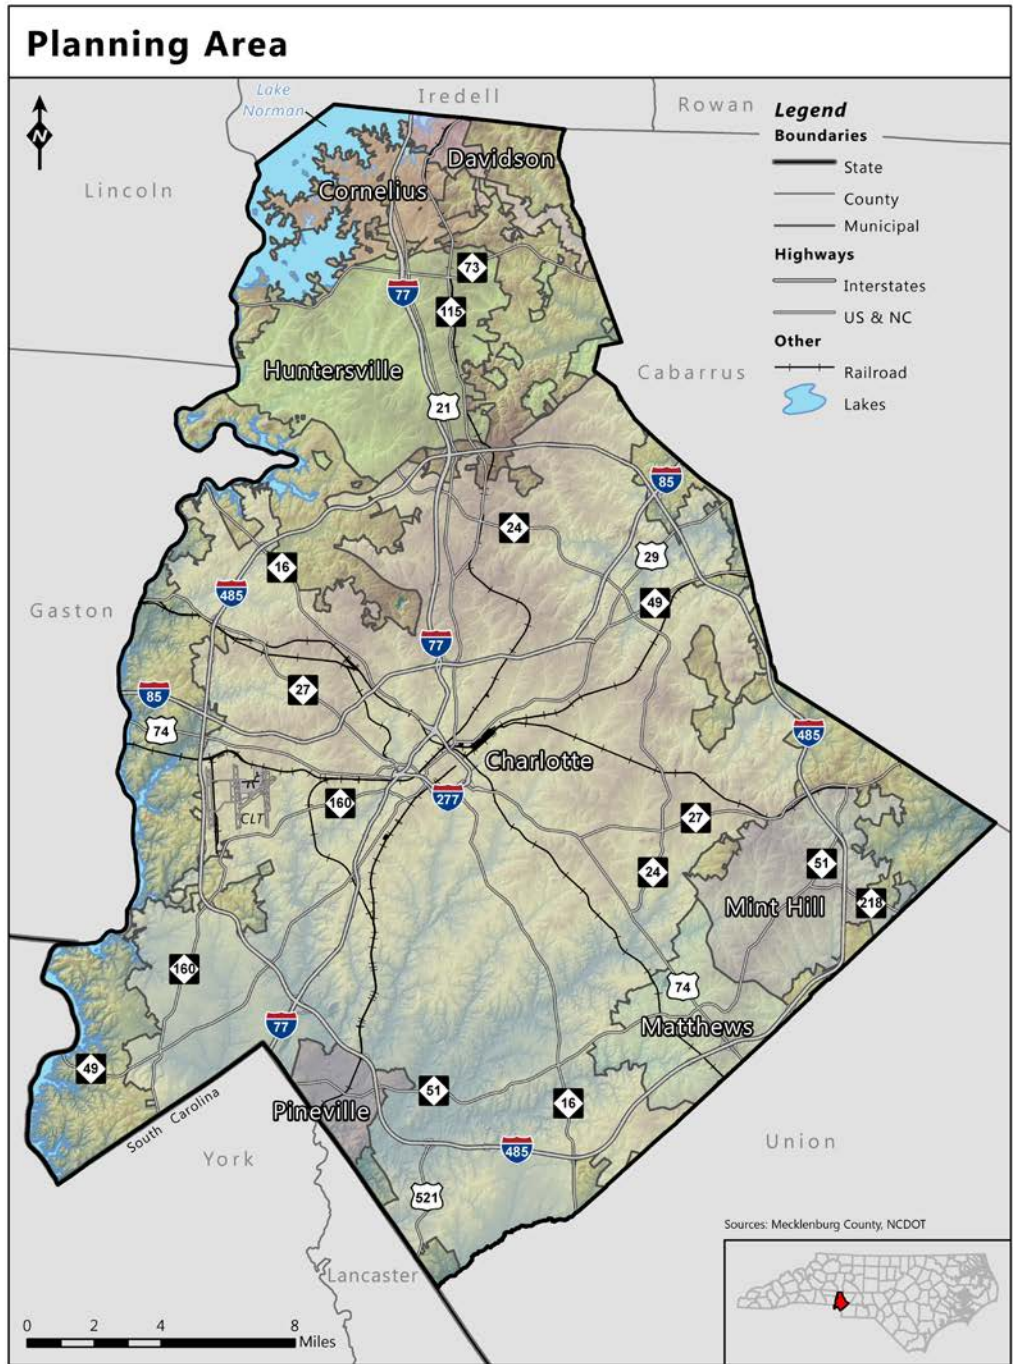 Planning Area
N
Lake
Norman
Iredell
Rowan
Legend
Boundaries
State
County
Municipal
Highways
Interstates
US & NC
Other
Railroad
Lakes
Lincoln
Davidson
Cornelius
73
77
115
Huntersville
Cabarrus
21
85
24
29
16
485
49
Gaston
77
27
85
74
485
Charlotte
277
160
CLT
27
51
24
218
Mint Hill
160
74
77
Matthews
49
51
16
Pineville
South Carolina
York
485
Union
521
Sources: Mecklenburg County, NCDOT
Lancaster
0 2 4 8
Miles